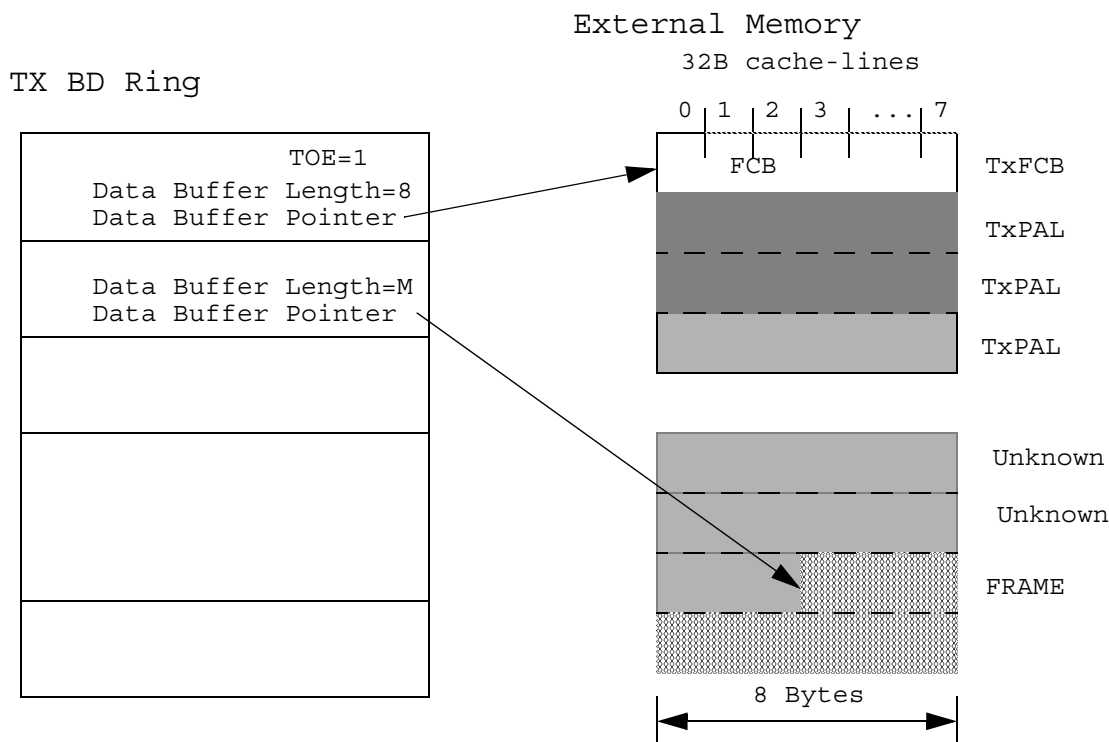 External Memory
32B cache-lines
TX BD Ring
0 1 2 3 ... 7
TOE=1
Data Buffer Length=8
Data Buffer Pointer
FCB
TxFCB
TxPAL
Data Buffer Length=M
Data Buffer Pointer
TxPAL
TxPAL
Unknown
Unknown
FRAME
8 Bytes